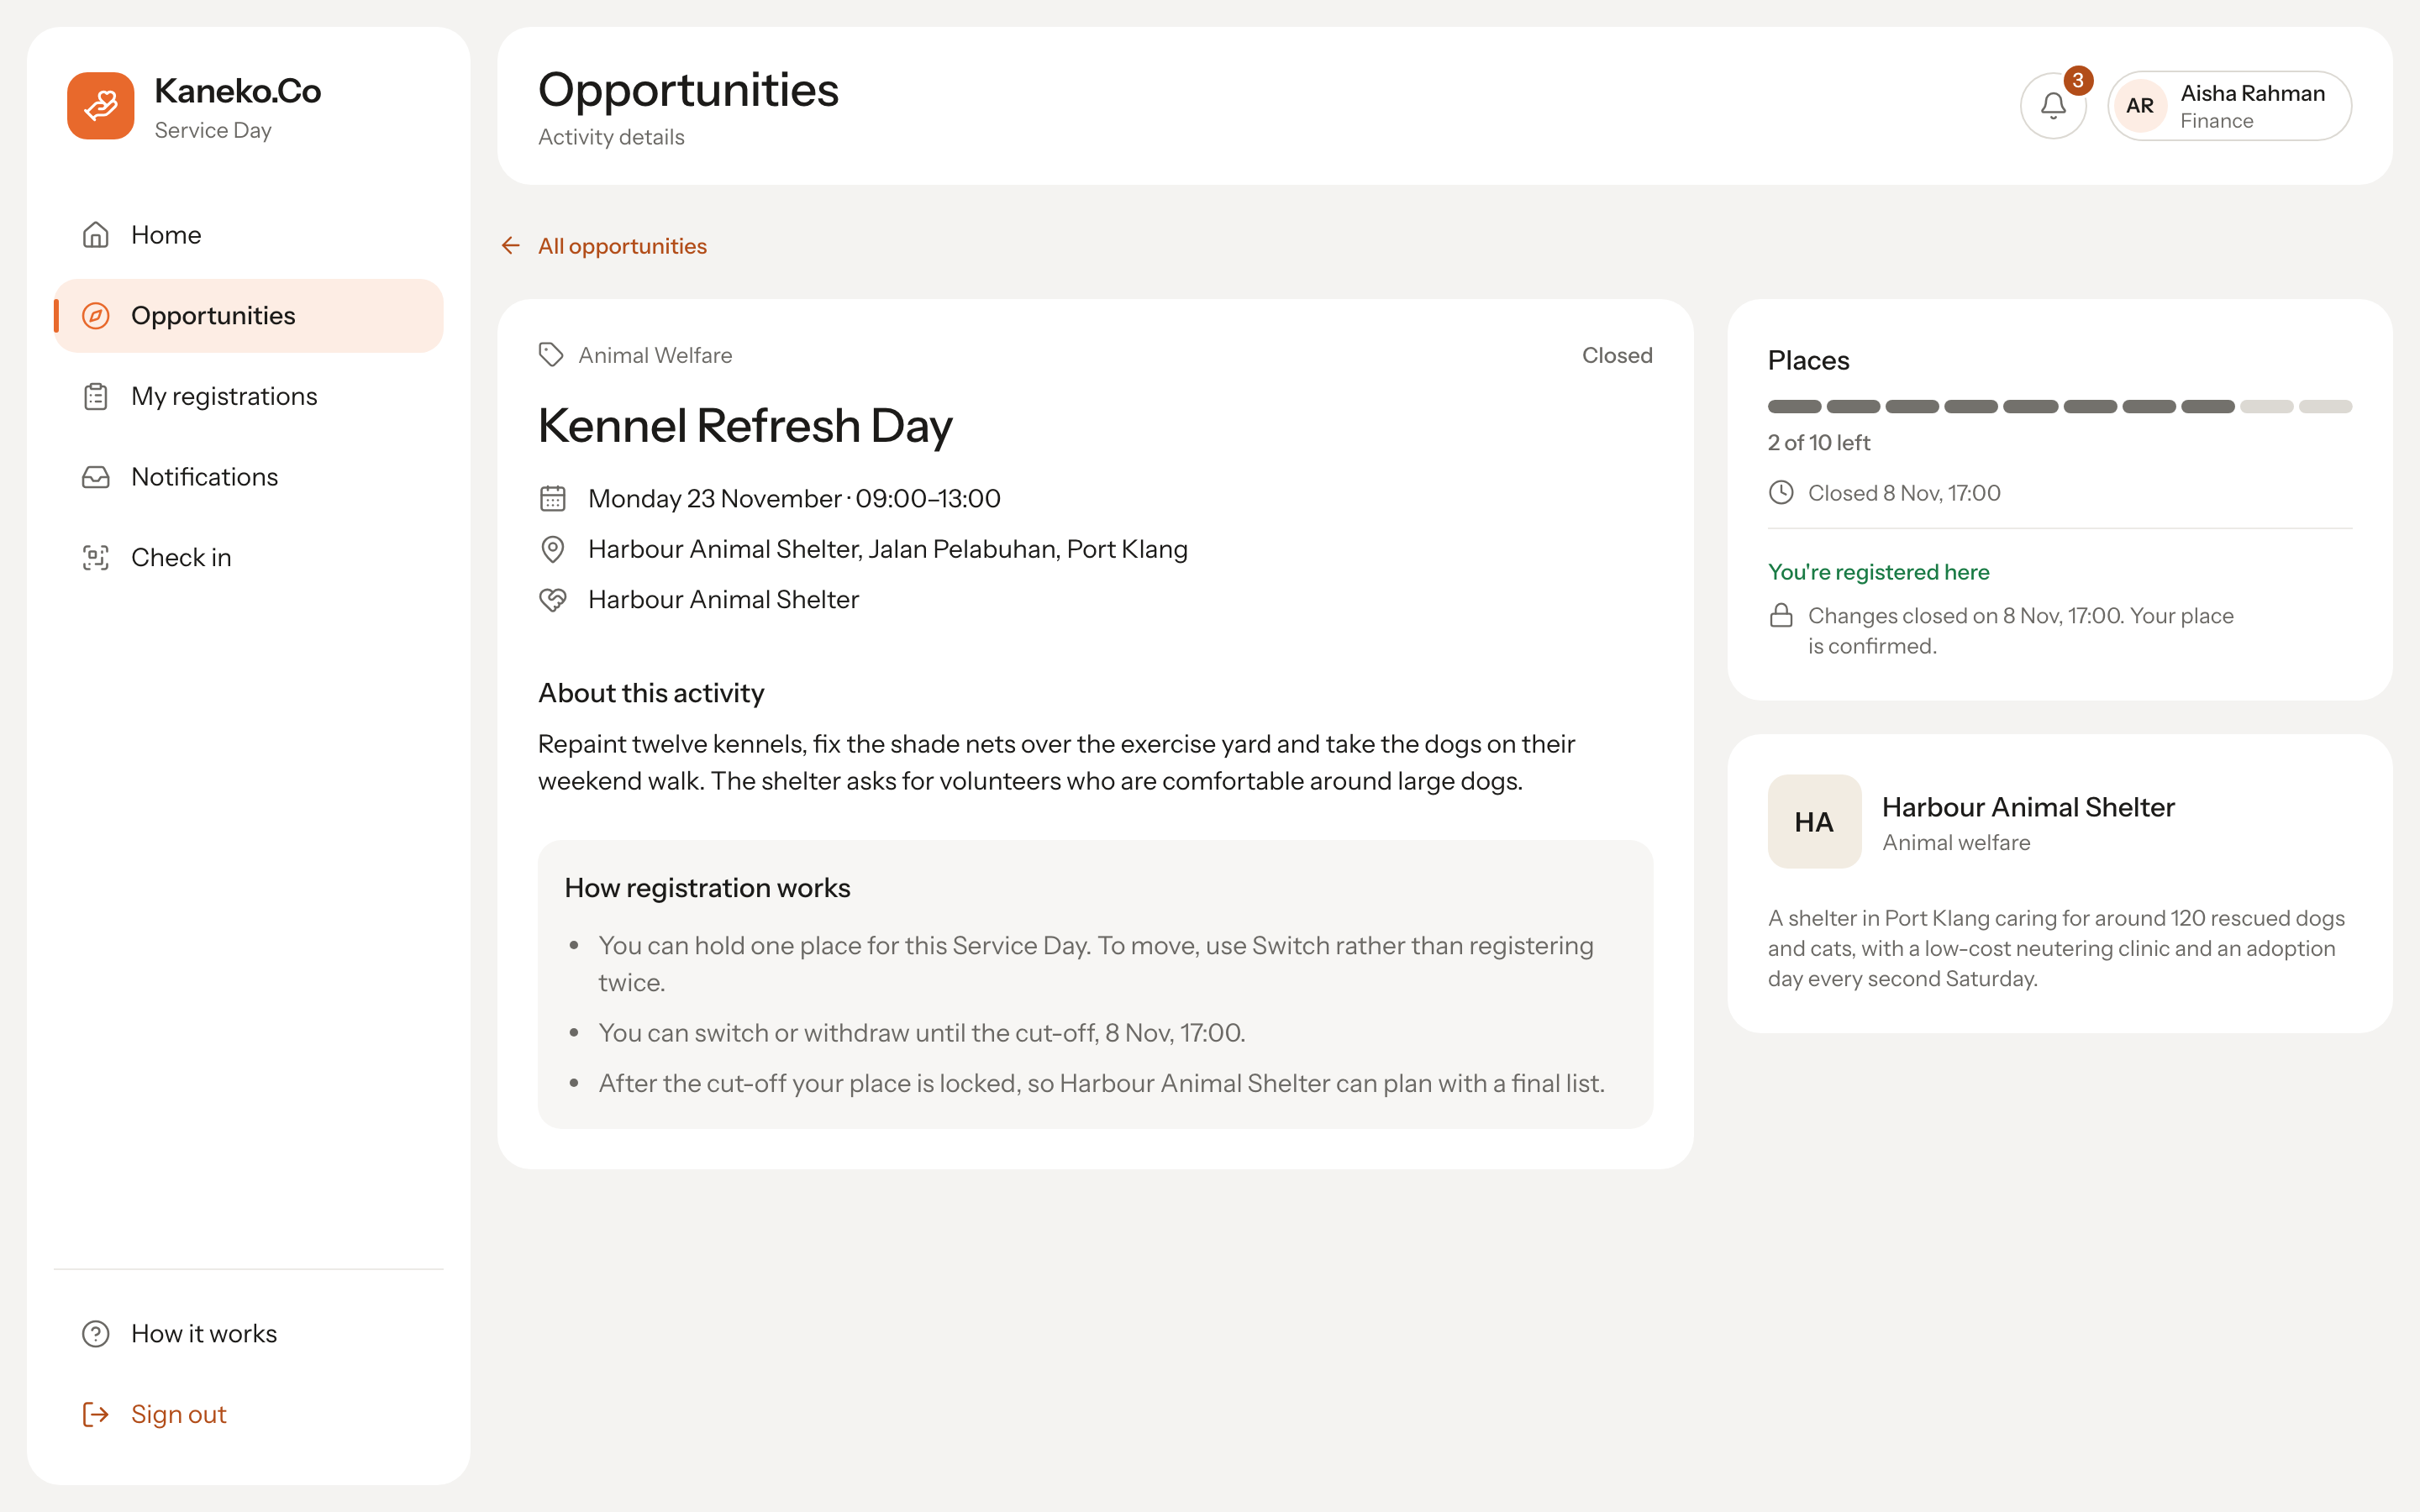 Kaneko.Co
Service Day
Home
Opportunities
My registrations
Notifications
Check in
How it works
Sign out
Opportunities
Activity details
3
AR
Aisha Rahman
Finance
All opportunities
Animal Welfare
Closed
Kennel Refresh Day
Monday 23 November · 09:00–13:00
Harbour Animal Shelter, Jalan Pelabuhan, Port Klang
Harbour Animal Shelter
About this activity
Repaint twelve kennels, fix the shade nets over the exercise yard and take the dogs on their
weekend walk. The shelter asks for volunteers who are comfortable around large dogs.
How registration works
• You can hold one place for this Service Day. To move, use Switch rather than registering
twice.
• You can switch or withdraw until the cut-off, 8 Nov, 17:00.
• After the cut-off your place is locked, so Harbour Animal Shelter can plan with a final list.
Places
2 of 10 left
Closed 8 Nov, 17:00
You're registered here
Changes closed on 8 Nov, 17:00. Your place
is confirmed.
HA
Harbour Animal Shelter
Animal welfare
A shelter in Port Klang caring for around 120 rescued dogs
and cats, with a low-cost neutering clinic and an adoption
day every second Saturday.